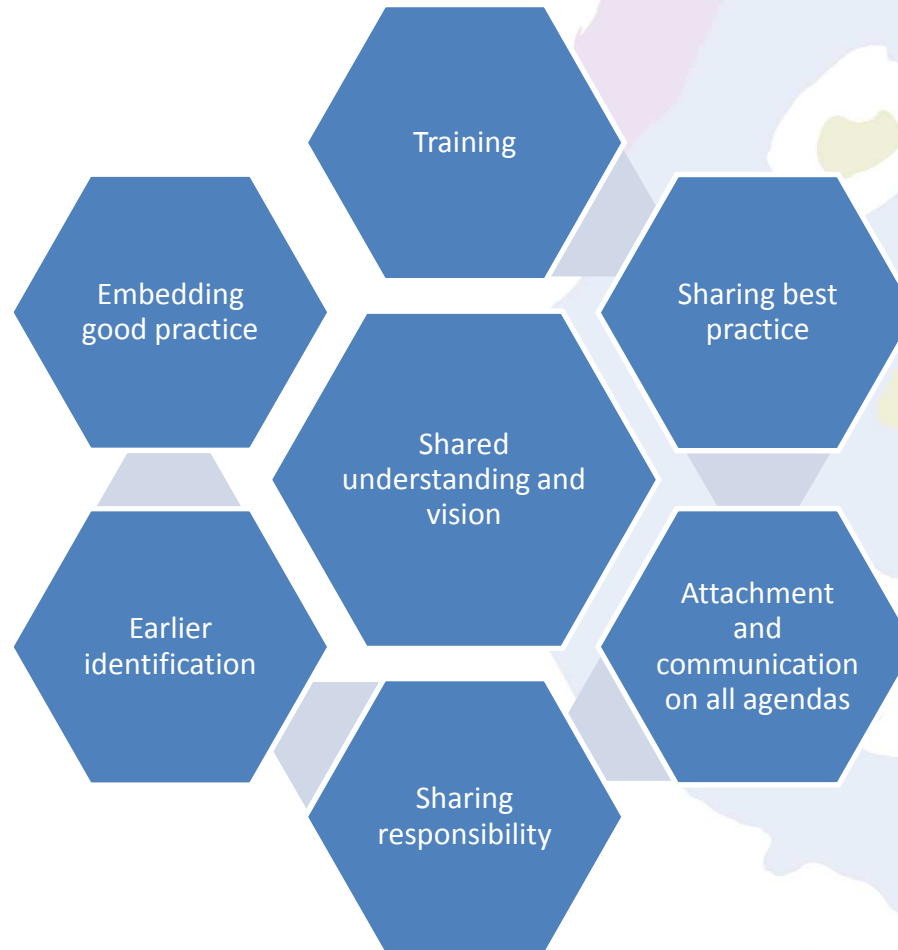 Training
Embedding
good practice
Sharing best
practice
Shared
understanding and
vision
Earlier
identification
Attachment
and
communication
on all agendas
Sharing
responsibility